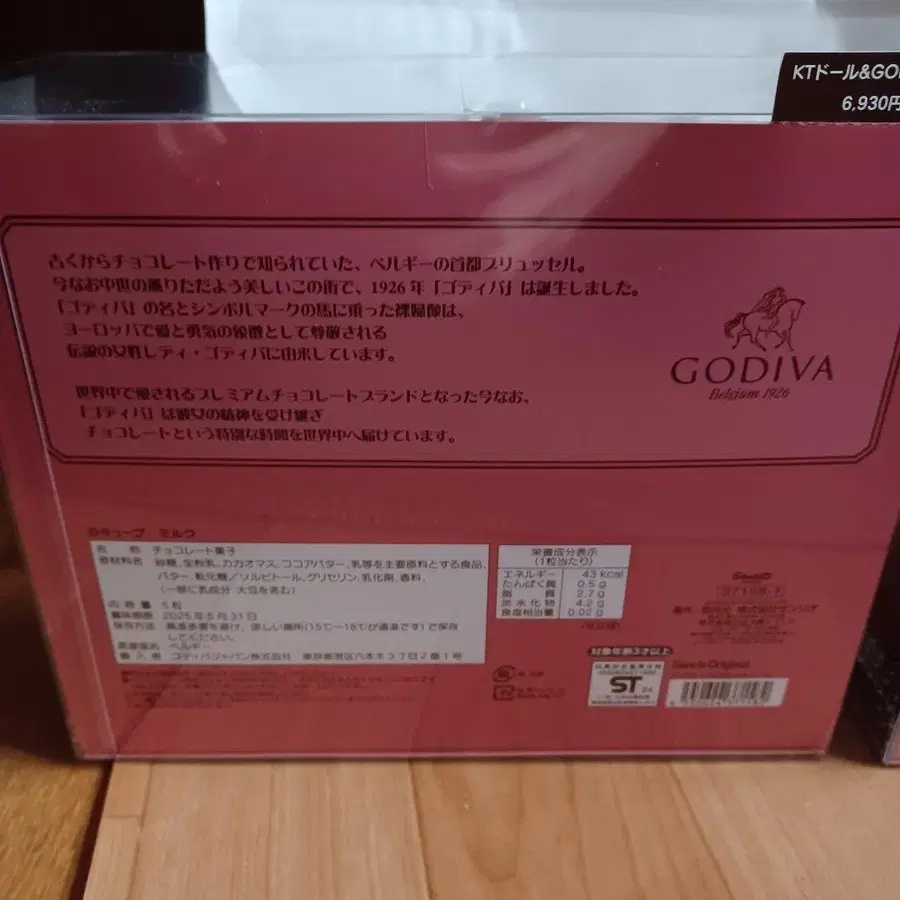 KTドール&GO
6,930円
古くからチョコレート作りで知られていた、ベルギーの首都ブリュッセル。
今なお中世の薫りただよう美しいこの街で、1926年「ゴディバ」は誕生しました。
「ゴディバ」の名とシンボルマークの馬に乗った裸婦像は、
ヨーロッパで愛と勇気の象徴として尊敬される
伝説の女性レディ・ゴディバに由来しています。
世界中で愛されるプレミアムチョコレートブランドとなった今なお、
「ゴディバ」は彼女の精神を受け継ぎ
チョコレートという特別な時間を世界中へ届けています。
GODIVA
Belgium 1926
Gキューブ ミルク
名 称 チョコレート菓子
原材料名 砂糖、全粉乳、カカオマス、ココアバター、乳等を主要原料とする食品、
バター、転化糖/ソルビトール、グリセリン、乳化剤、香料、
(一部に乳成分・大豆を含む)
内容量 5粒
賞味期限 2025年5月31日
保存方法 直射日光を避け、涼しい場所(15℃~18℃が適温です)で保存
してください。
原産国名 ベルギー
輸入者 ゴディバジャパン株式会社 東京都港区六本木3丁目2番1号
栄養成分表示
(1粒当たり)
エネルギー 43 kcal
たんぱく質 0.5 g
脂質 2.7 g
炭水化物 4.2 g
食塩相当量 0.02 g
(推定値)
対象年齢3才以上
ST
Sanrio
Sanrio Original